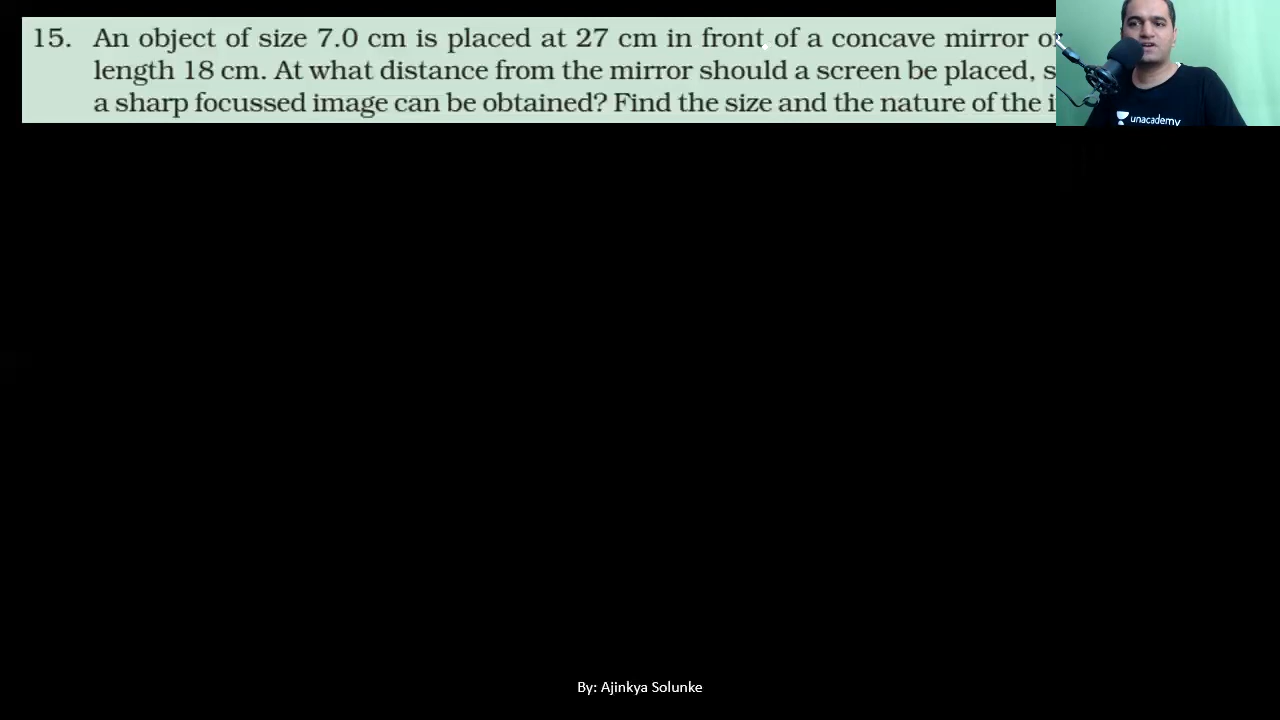 15. An object of size 7.0 cm is placed at 27 cm in front of a concave mirror
length 18 cm. At what distance from the mirror should a screen be placed,
a sharp focussed image can be obtained? Find the size and the nature of the
unacademy
By: Ajinkya Solunke